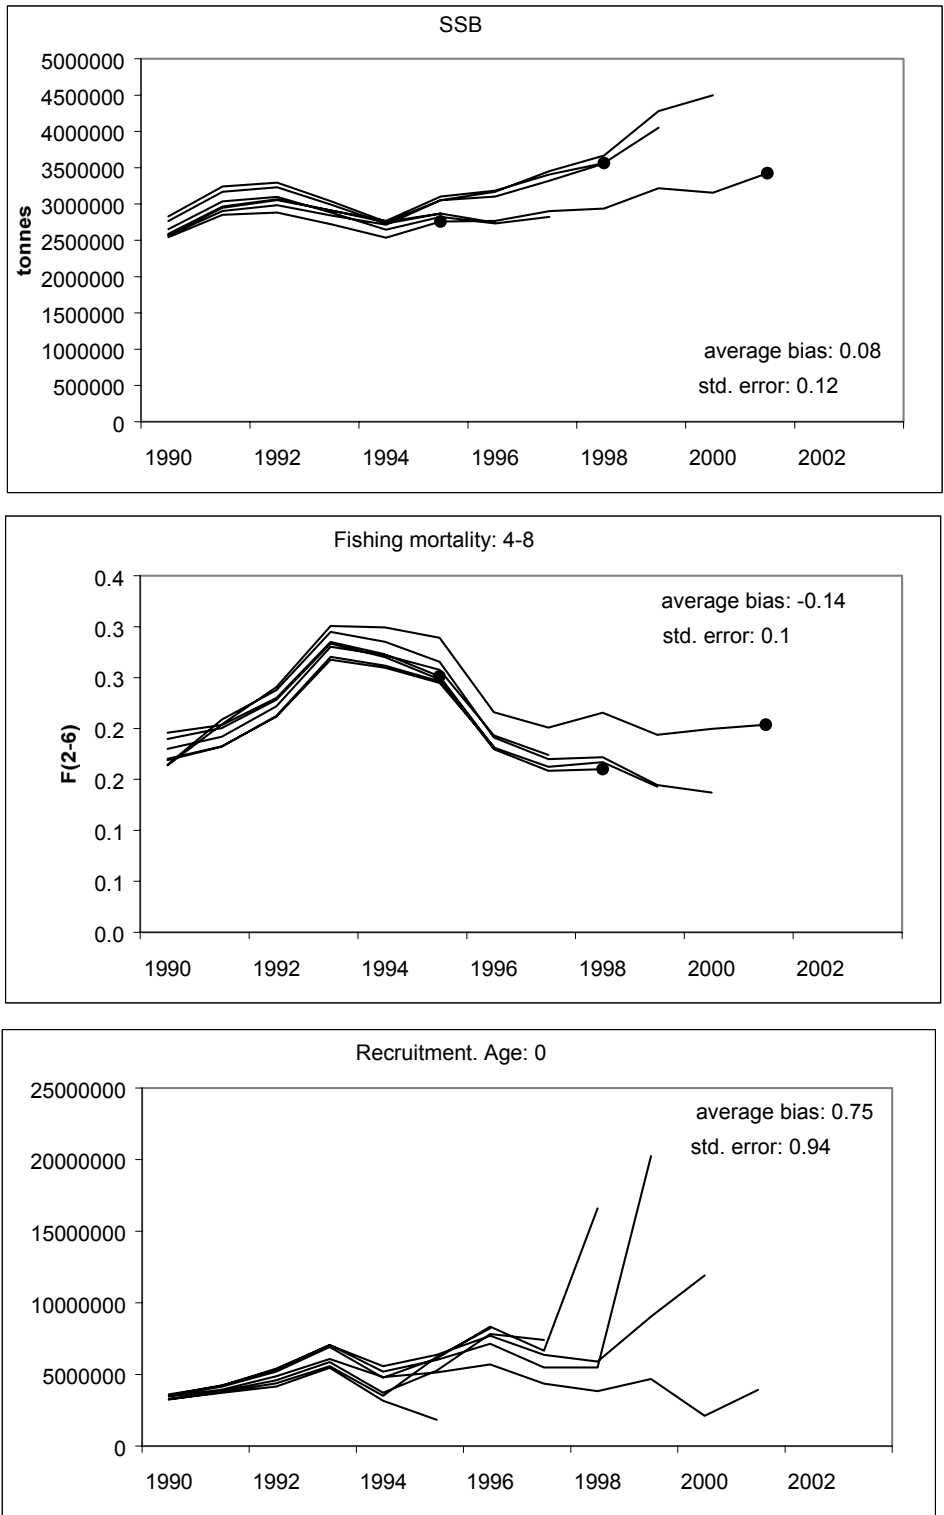 SSB
5000000
4500000
4000000
3500000
3000000
2500000
2000000
1500000
1000000
500000
0
tonnes
average bias: 0.08
std. error: 0.12
1990 1992 1994 1996 1998 2000 2002
Fishing mortality: 4-8
0.4
0.3
0.3
0.2
0.2
0.1
0.1
0.0
F(2-6)
average bias: -0.14
std. error: 0.1
1990 1992 1994 1996 1998 2000 2002
Recruitment. Age: 0
25000000
20000000
15000000
10000000
5000000
0
average bias: 0.75
std. error: 0.94
1990 1992 1994 1996 1998 2000 2002